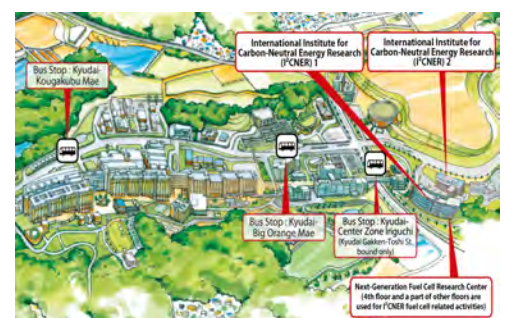 International Institute for
Carbon-Neutral Energy Research
(I²CNER) 1
International Institute for
Carbon-Neutral Energy Research
(I²CNER) 2
Bus Stop : Kyudai-
Kougakubu Mae
Bus Stop : Kyudai-
Big Orange Mae
Bus Stop : Kyudai-
Center Zone Iriguchi
(Kyudai Gakken-Toshi St.
bound only)
Next-Generation Fuel Cell Research Center
(4th floor and a part of other floors are
used for I²CNER fuel cell related activities)